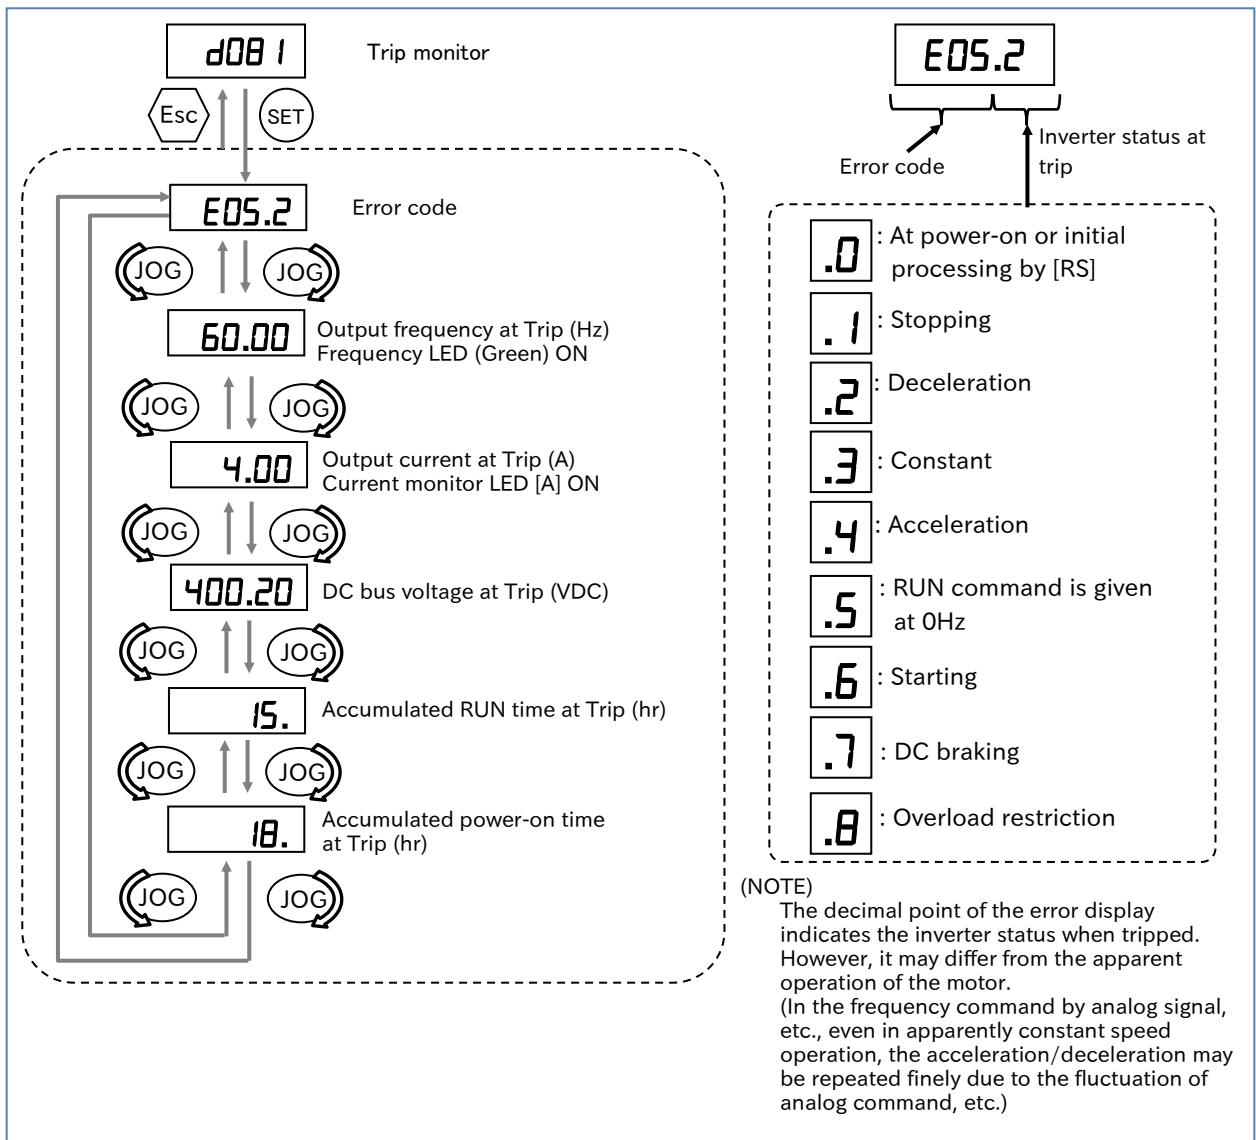 d081
Trip monitor
Esc
SET
E05.2
Error code
JOG
JOG
60.00
Output frequency at Trip (Hz)
Frequency LED (Green) ON
JOG
JOG
4.00
Output current at Trip (A)
Current monitor LED [A] ON
JOG
JOG
400.20
DC bus voltage at Trip (VDC)
JOG
JOG
15.
Accumulated RUN time at Trip (hr)
JOG
JOG
18.
Accumulated power-on time
at Trip (hr)
JOG
JOG
E05.2
Error code
Inverter status at
trip
.0
: At power-on or initial
processing by [RS]
.1
: Stopping
.2
: Deceleration
.3
: Constant
.4
: Acceleration
.5
: RUN command is given
at 0Hz
.6
: Starting
.7
: DC braking
.8
: Overload restriction
(NOTE)
The decimal point of the error display
indicates the inverter status when tripped.
However, it may differ from the apparent
operation of the motor.
(In the frequency command by analog signal,
etc., even in apparently constant speed
operation, the acceleration/deceleration may
be repeated finely due to the fluctuation of
analog command, etc.)